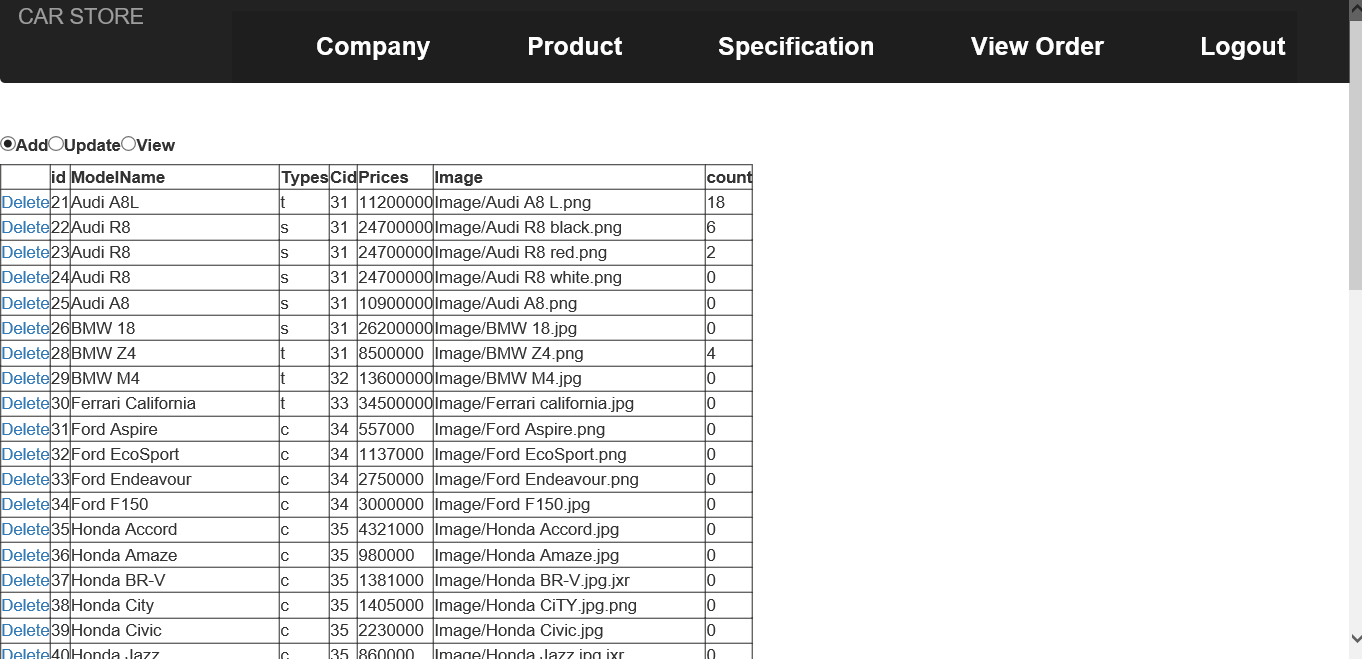 CAR STORE
Company Product Specification View Order Logout
Add Update View
id ModelName Types Cid Prices Image count
Delete 21 Audi A8L t 31 11200000 Image/Audi A8 L.png 18
Delete 22 Audi R8 s 31 24700000 Image/Audi R8 black.png 6
Delete 23 Audi R8 s 31 24700000 Image/Audi R8 red.png 2
Delete 24 Audi R8 s 31 24700000 Image/Audi R8 white.png 0
Delete 25 Audi A8 s 31 10900000 Image/Audi A8.png 0
Delete 26 BMW 18 s 31 26200000 Image/BMW 18.jpg 0
Delete 28 BMW Z4 t 31 8500000 Image/BMW Z4.png 4
Delete 29 BMW M4 t 32 13600000 Image/BMW M4.jpg 0
Delete 30 Ferrari California t 33 34500000 Image/Ferrari california.jpg 0
Delete 31 Ford Aspire c 34 557000 Image/Ford Aspire.png 0
Delete 32 Ford EcoSport c 34 1137000 Image/Ford EcoSport.png 0
Delete 33 Ford Endeavour c 34 2750000 Image/Ford Endeavour.png 0
Delete 34 Ford F150 c 34 3000000 Image/Ford F150.jpg 0
Delete 35 Honda Accord c 35 4321000 Image/Honda Accord.jpg 0
Delete 36 Honda Amaze c 35 980000 Image/Honda Amaze.jpg 0
Delete 37 Honda BR-V c 35 1381000 Image/Honda BR-V.jpg.jxr 0
Delete 38 Honda City c 35 1405000 Image/Honda CiTY.jpg.png 0
Delete 39 Honda Civic c 35 2230000 Image/Honda Civic.jpg 0
Delete 40 Honda Jazz c 35 860000 Image/Honda Jazz.jpg.jxr 0